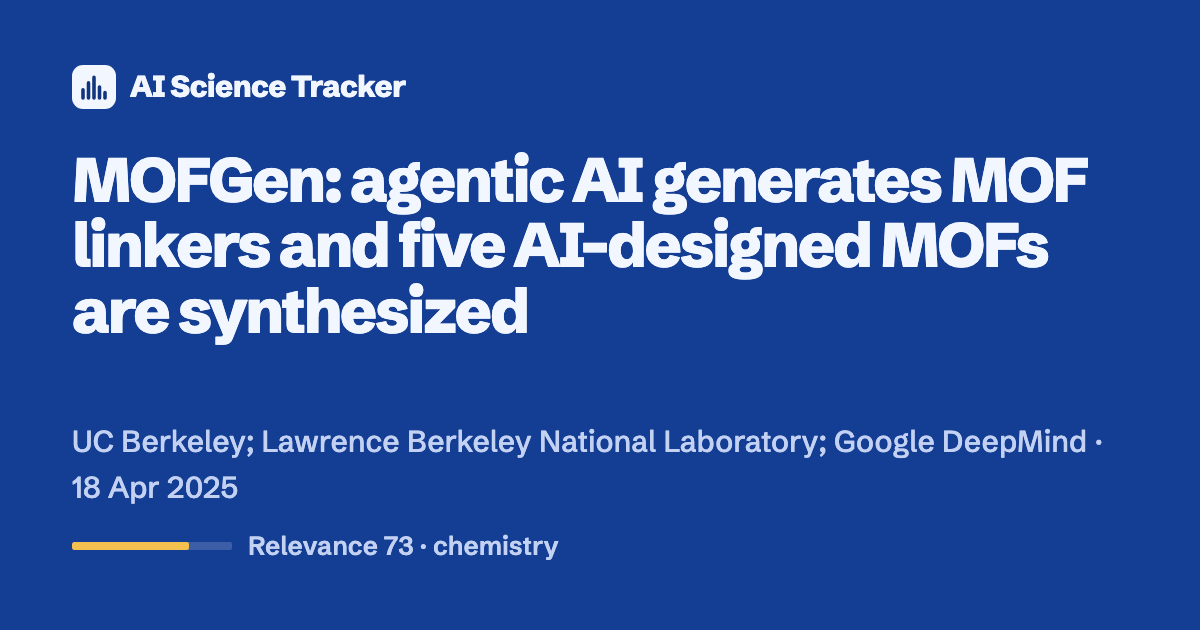 AI Science Tracker
MOFGen: agentic AI generates MOF
linkers and five AI-designed MOFs
are synthesized
UC Berkeley; Lawrence Berkeley National Laboratory; Google DeepMind ·
18 Apr 2025
Relevance 73 · chemistry